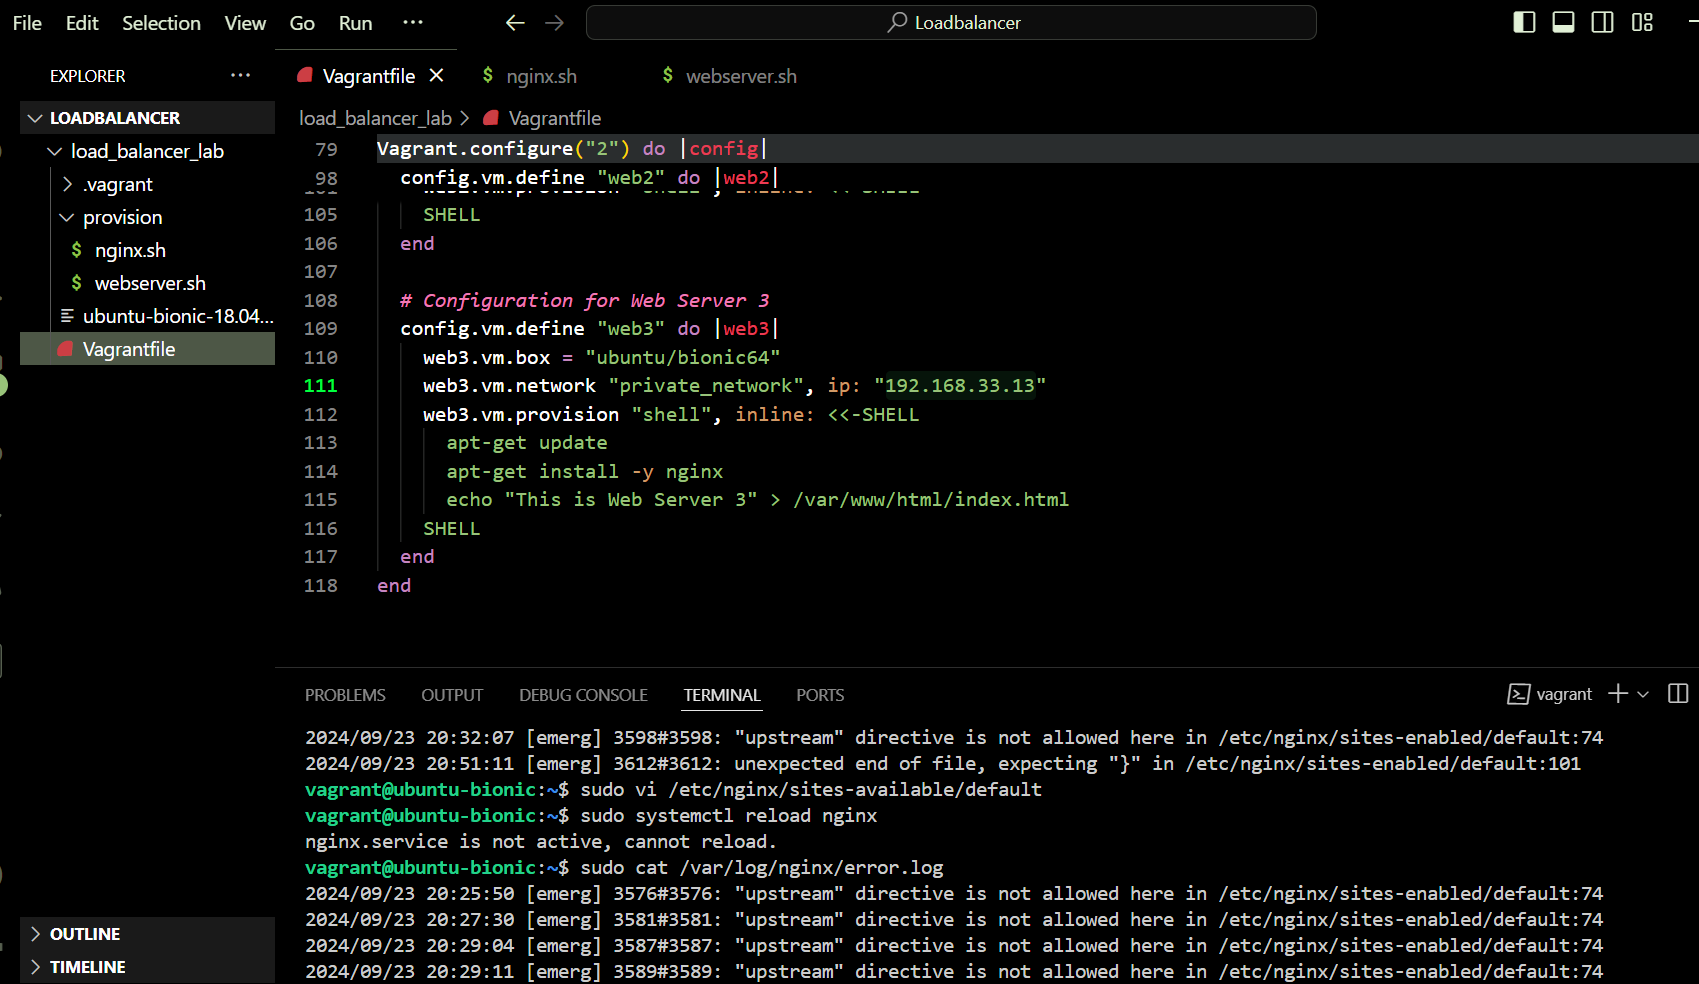 File Edit Selection View Go Run ··· Loadbalancer
EXPLORER ···
LOADBALANCER
load_balancer_lab
.vagrant
provision
$ nginx.sh
$ webserver.sh
ubuntu-bionic-18.04...
Vagrantfile
OUTLINE
TIMELINE
Vagrantfile $ nginx.sh $ webserver.sh
load_balancer_lab > Vagrantfile
79 Vagrant.configure("2") do |config|
98 config.vm.define "web2" do |web2|
105 SHELL
106 end
107
108 # Configuration for Web Server 3
109 config.vm.define "web3" do |web3|
110 web3.vm.box = "ubuntu/bionic64"
111 web3.vm.network "private_network", ip: "192.168.33.13"
112 web3.vm.provision "shell", inline: <<-SHELL
113 apt-get update
114 apt-get install -y nginx
115 echo "This is Web Server 3" > /var/www/html/index.html
116 SHELL
117 end
118 end
PROBLEMS OUTPUT DEBUG CONSOLE TERMINAL PORTS vagrant
2024/09/23 20:32:07 [emerg] 3598#3598: "upstream" directive is not allowed here in /etc/nginx/sites-enabled/default:74
2024/09/23 20:51:11 [emerg] 3612#3612: unexpected end of file, expecting "}" in /etc/nginx/sites-enabled/default:101
vagrant@ubuntu-bionic:~$ sudo vi /etc/nginx/sites-available/default
vagrant@ubuntu-bionic:~$ sudo systemctl reload nginx
nginx.service is not active, cannot reload.
vagrant@ubuntu-bionic:~$ sudo cat /var/log/nginx/error.log
2024/09/23 20:25:50 [emerg] 3576#3576: "upstream" directive is not allowed here in /etc/nginx/sites-enabled/default:74
2024/09/23 20:27:30 [emerg] 3581#3581: "upstream" directive is not allowed here in /etc/nginx/sites-enabled/default:74
2024/09/23 20:29:04 [emerg] 3587#3587: "upstream" directive is not allowed here in /etc/nginx/sites-enabled/default:74
2024/09/23 20:29:11 [emerg] 3589#3589: "upstream" directive is not allowed here in /etc/nginx/sites-enabled/default:74